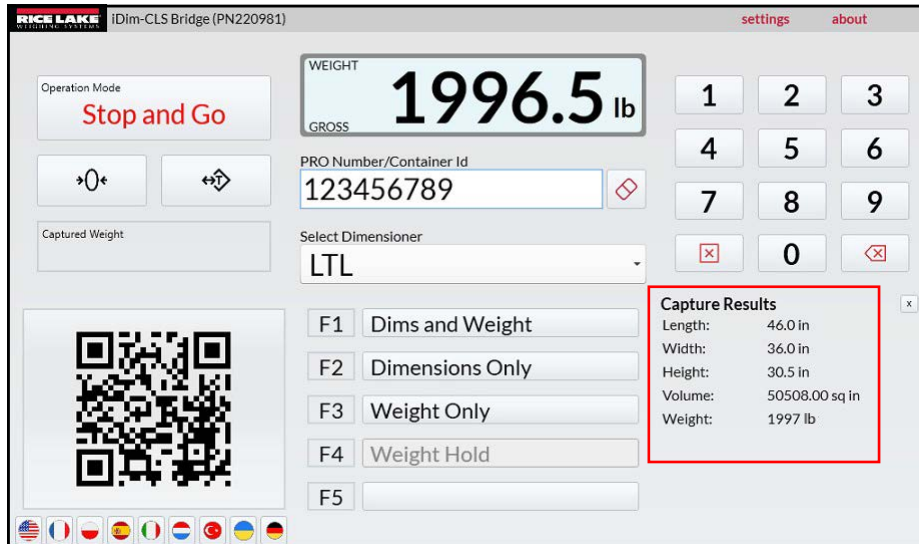 RICE LAKE
WEIGHING SYSTEMS
iDim-CLS Bridge (PN220981)
settings
about
Operation Mode
Stop and Go
WEIGHT
1996.5 lb
GROSS
PRO Number/Container Id
123456789
Select Dimensioner
LTL
→0←
↔T
Captured Weight
1 2 3
4 5 6
7 8 9
0
F1 Dims and Weight
F2 Dimensions Only
F3 Weight Only
F4 Weight Hold
F5
Capture Results
x
Length: 46.0 in
Width: 36.0 in
Height: 30.5 in
Volume: 50508.00 sq in
Weight: 1997 lb